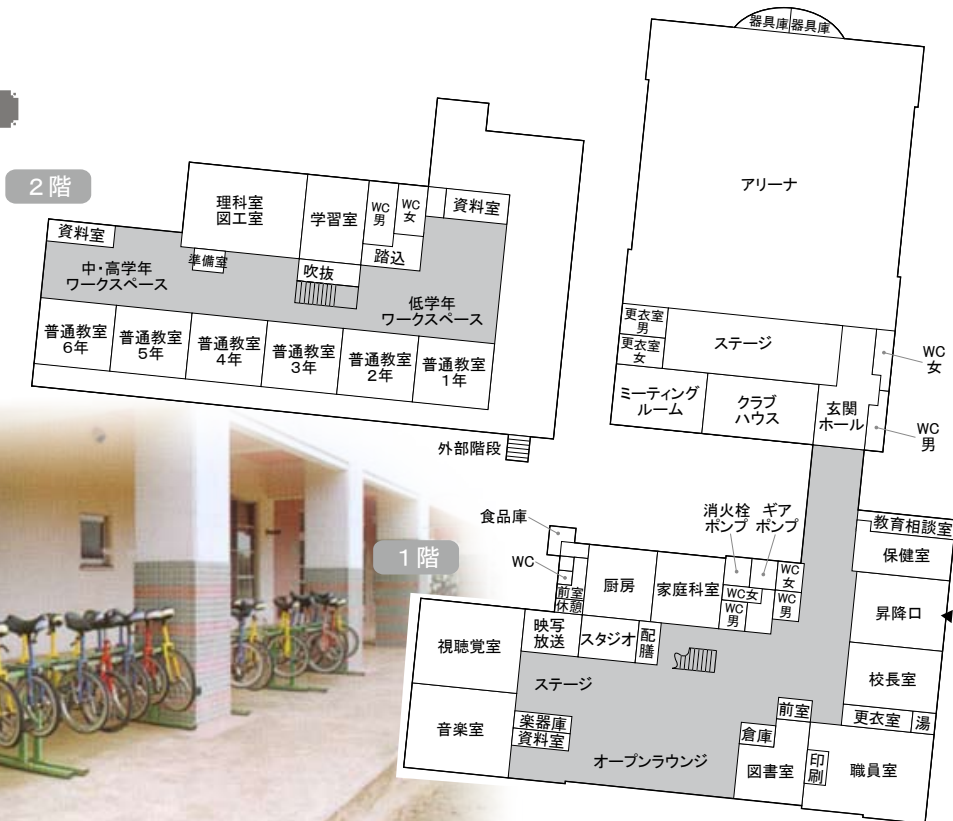 器具庫 器具庫
アリーナ
更衣室
男
更衣室
女
ステージ
ミーティング
ルーム
クラブ
ハウス
玄関
ホール
WC
女
WC
男
2階
資料室
中・高学年
ワークスペース
理科室
図工室
準備室
学習室
吹抜
WC
男
WC
女
踏込
資料室
低学年
ワークスペース
普通教室
6年
普通教室
5年
普通教室
4年
普通教室
3年
普通教室
2年
普通教室
1年
外部階段
1階
食品庫
WC
前室
休憩
厨房
家庭科室
消火栓
ポンプ
ギア
ポンプ
WC女
WC
男
WC
女
WC
男
教育相談室
保健室
昇降口
校長室
更衣室
湯
視聴覚室
映写
放送
スタジオ
配
膳
ステージ
音楽室
楽器庫
資料室
オープンラウンジ
前室
倉庫
図書室
印
刷
職員室